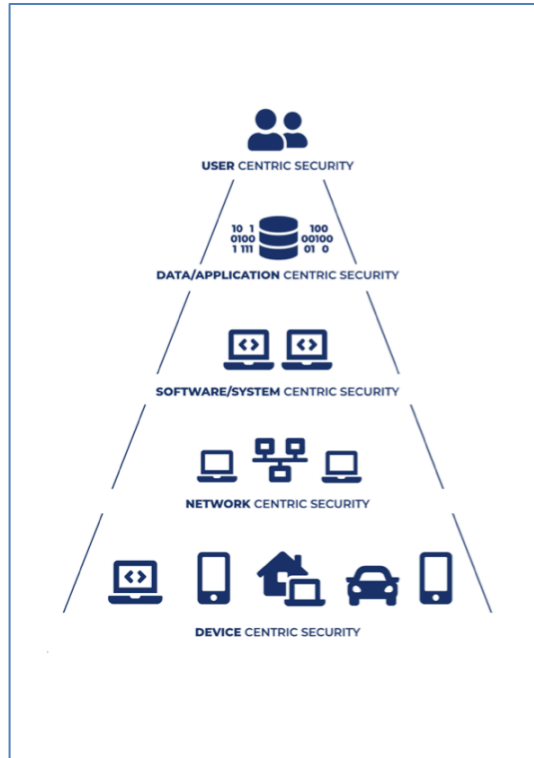 USER CENTRIC SECURITY
10 1 100
0100 00100
1 111 01 0
DATA/APPLICATION CENTRIC SECURITY
SOFTWARE/SYSTEM CENTRIC SECURITY
NETWORK CENTRIC SECURITY
DEVICE CENTRIC SECURITY